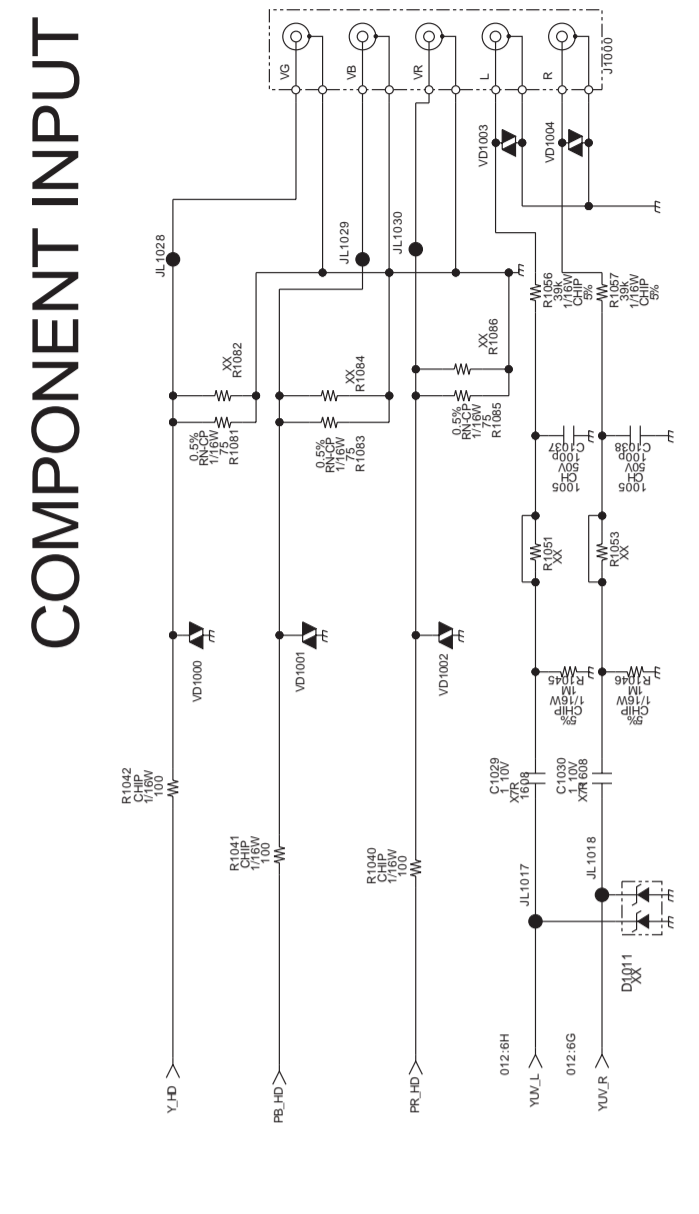 COMPONENT INPUT
J1000
VG
VB
VR
L
R
VD1003
VD1004
JL1028
JL1029
JL1030
R1056
39k
1/16W
CHIP
5%
R1057
39k
1/16W
CHIP
5%
XX
R1082
XX
R1084
XX
R1086
0.5%
RN-CP
1/16W
75
R1081
0.5%
RN-CP
1/16W
75
R1083
0.5%
RN-CP
1/16W
75
R1085
C1037
100p
50V
CH
1005
C1038
100p
50V
CH
1005
R1051
XX
R1053
XX
VD1000
VD1001
VD1002
R1045
1M
1/16W
CHIP
5%
R1046
1M
1/16W
CHIP
5%
R1042
CHIP
1/16W
100
R1041
CHIP
1/16W
100
R1040
CHIP
1/16W
100
C1029
1 10V
X7R
1608
C1030
1 10V
X7R
1608
JL1017
JL1018
D1011
XX
Y_HD
PB_HD
PR_HD
012:6H
YUV_L
012:6G
YUV_R